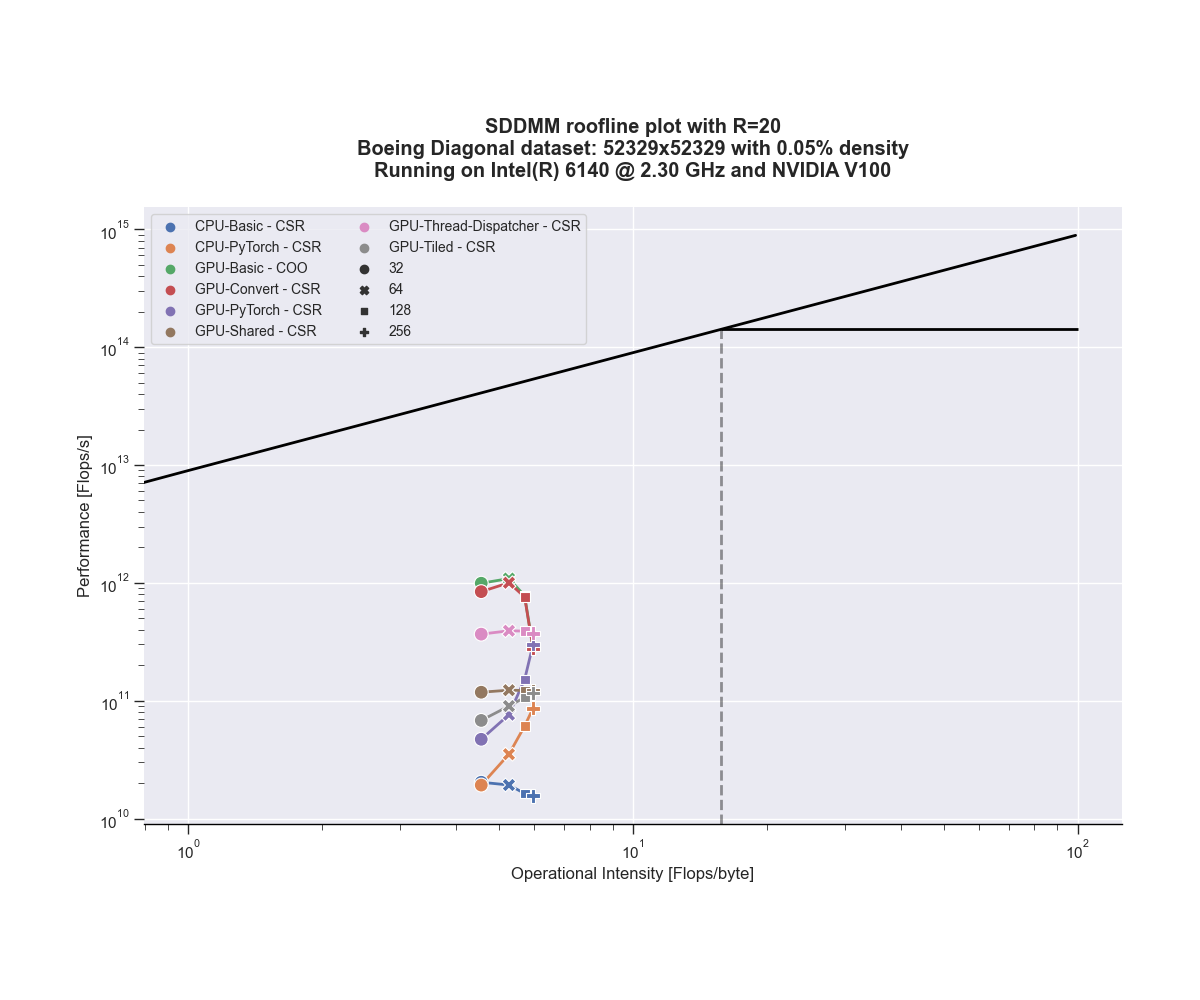 SDDMM roofline plot with R=20
Boeing Diagonal dataset: 52329x52329 with 0.05% density
Running on Intel(R) 6140 @ 2.30 GHz and NVIDIA V100
CPU-Basic - CSR
CPU-PyTorch - CSR
GPU-Basic - COO
GPU-Convert - CSR
GPU-PyTorch - CSR
GPU-Shared - CSR
GPU-Thread-Dispatcher - CSR
GPU-Tiled - CSR
32
64
128
256
Performance [Flops/s]
10^15
10^14
10^13
10^12
10^11
10^10
10^0
10^1
10^2
Operational Intensity [Flops/byte]